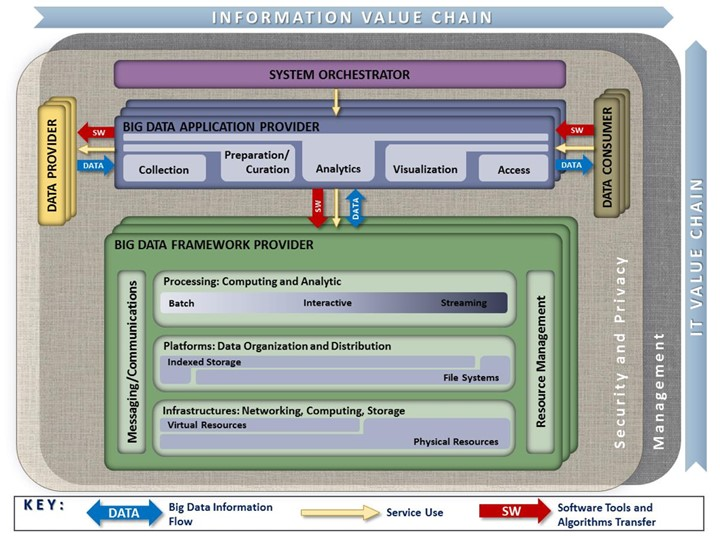 INFORMATION VALUE CHAIN
SYSTEM ORCHESTRATOR
DATA PROVIDER
SW
DATA
BIG DATA APPLICATION PROVIDER
Collection
Preparation/
Curation
Analytics
Visualization
Access
SW
DATA
DATA CONSUMER
SW
DATA
BIG DATA FRAMEWORK PROVIDER
Messaging/Communications
Processing: Computing and Analytic
Batch
Interactive
Streaming
Platforms: Data Organization and Distribution
Indexed Storage
File Systems
Infrastructures: Networking, Computing, Storage
Virtual Resources
Physical Resources
Resource Management
Security and Privacy
Management
IT VALUE CHAIN
KEY:
DATA
Big Data Information
Flow
Service Use
SW
Software Tools and
Algorithms Transfer